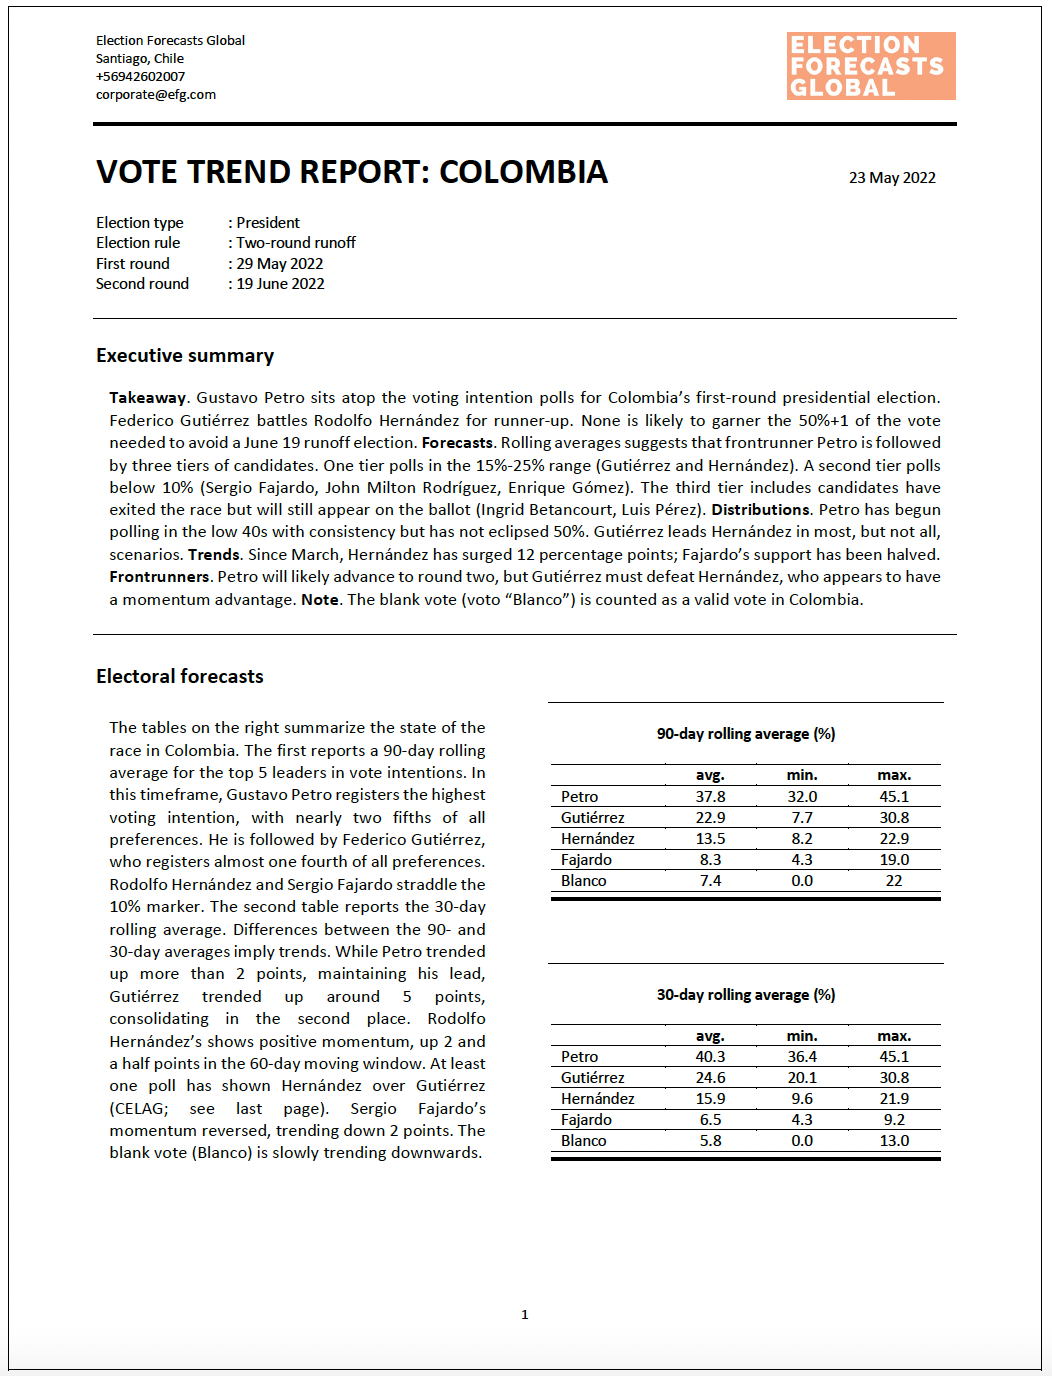 Election Forecasts Global
Santiago, Chile
+56942602007
corporate@efg.com
ELECTION
FORECASTS
GLOBAL
VOTE TREND REPORT: COLOMBIA
23 May 2022
Election type : President
Election rule : Two-round runoff
First round : 29 May 2022
Second round : 19 June 2022
Executive summary
Takeaway. Gustavo Petro sits atop the voting intention polls for Colombia’s first-round presidential election.
Federico Gutiérrez battles Rodolfo Hernández for runner-up. None is likely to garner the 50%+1 of the vote
needed to avoid a June 19 runoff election. Forecasts. Rolling averages suggests that frontrunner Petro is followed
by three tiers of candidates. One tier polls in the 15%-25% range (Gutiérrez and Hernández). A second tier polls
below 10% (Sergio Fajardo, John Milton Rodríguez, Enrique Gómez). The third tier includes candidates have
exited the race but will still appear on the ballot (Ingrid Betancourt, Luis Pérez). Distributions. Petro has begun
polling in the low 40s with consistency but has not eclipsed 50%. Gutiérrez leads Hernández in most, but not all,
scenarios. Trends. Since March, Hernández has surged 12 percentage points; Fajardo’s support has been halved.
Frontrunners. Petro will likely advance to round two, but Gutiérrez must defeat Hernández, who appears to have
a momentum advantage. Note. The blank vote (voto “Blanco”) is counted as a valid vote in Colombia.
Electoral forecasts
The tables on the right summarize the state of the
race in Colombia. The first reports a 90-day rolling
average for the top 5 leaders in vote intentions. In
this timeframe, Gustavo Petro registers the highest
voting intention, with nearly two fifths of all
preferences. He is followed by Federico Gutiérrez,
who registers almost one fourth of all preferences.
Rodolfo Hernández and Sergio Fajardo straddle the
10% marker. The second table reports the 30-day
rolling average. Differences between the 90- and
30-day averages imply trends. While Petro trended
up more than 2 points, maintaining his lead,
Gutiérrez trended up around 5 points,
consolidating in the second place. Rodolfo
Hernández’s shows positive momentum, up 2 and
a half points in the 60-day moving window. At least
one poll has shown Hernández over Gutiérrez
(CELAG; see last page). Sergio Fajardo’s
momentum reversed, trending down 2 points. The
blank vote (Blanco) is slowly trending downwards.
90-day rolling average (%)
avg. min. max.
Petro 37.8 32.0 45.1
Gutiérrez 22.9 7.7 30.8
Hernández 13.5 8.2 22.9
Fajardo 8.3 4.3 19.0
Blanco 7.4 0.0 22
30-day rolling average (%)
avg. min. max.
Petro 40.3 36.4 45.1
Gutiérrez 24.6 20.1 30.8
Hernández 15.9 9.6 21.9
Fajardo 6.5 4.3 9.2
Blanco 5.8 0.0 13.0
1